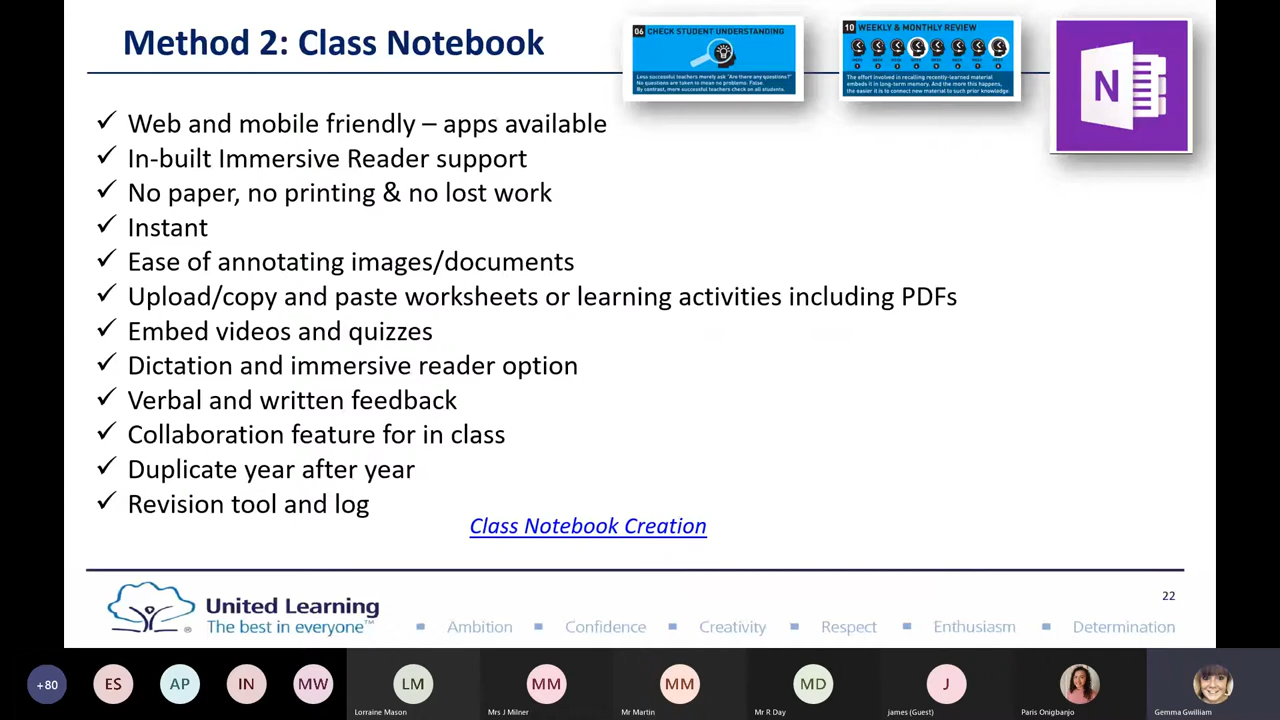 Method 2: Class Notebook
06 CHECK STUDENT UNDERSTANDING
Less successful teachers merely ask "Are there any questions?"
No questions are taken to mean no problems. False.
By contrast, more successful teachers check on all students.
10 WEEKLY & MONTHLY REVIEW
The effort involved in recalling recently-learned material
embeds it in long-term memory. And the more this happens,
the easier it is to connect new material to such prior knowledge.
N
✓ Web and mobile friendly – apps available
✓ In-built Immersive Reader support
✓ No paper, no printing & no lost work
✓ Instant
✓ Ease of annotating images/documents
✓ Upload/copy and paste worksheets or learning activities including PDFs
✓ Embed videos and quizzes
✓ Dictation and immersive reader option
✓ Verbal and written feedback
✓ Collaboration feature for in class
✓ Duplicate year after year
✓ Revision tool and log
Class Notebook Creation
22
United Learning
The best in everyone™
Ambition ▪ Confidence ▪ Creativity ▪ Respect ▪ Enthusiasm ▪ Determination
+80 ES AP IN MW LM MM MM MD J
Lorraine Mason Mrs J Milner Mr Martin Mr R Day james (Guest) Paris Onigbanjo Gemma Gwilliam